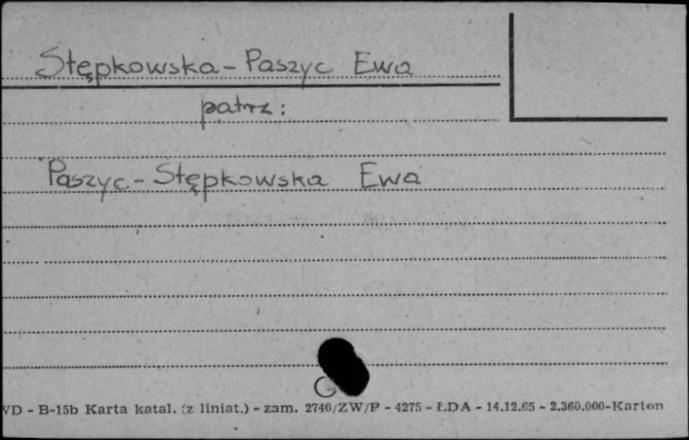 Stępkowska-Paszyc Ewa
patrz:
Paszyc-Stępkowska Ewa
G
VD - B-15b Karta katal. (z liniat.) - zam. 2740/ZW/P - 4275 - ŁDA - 14.12.65 - 2.360.000-Karton